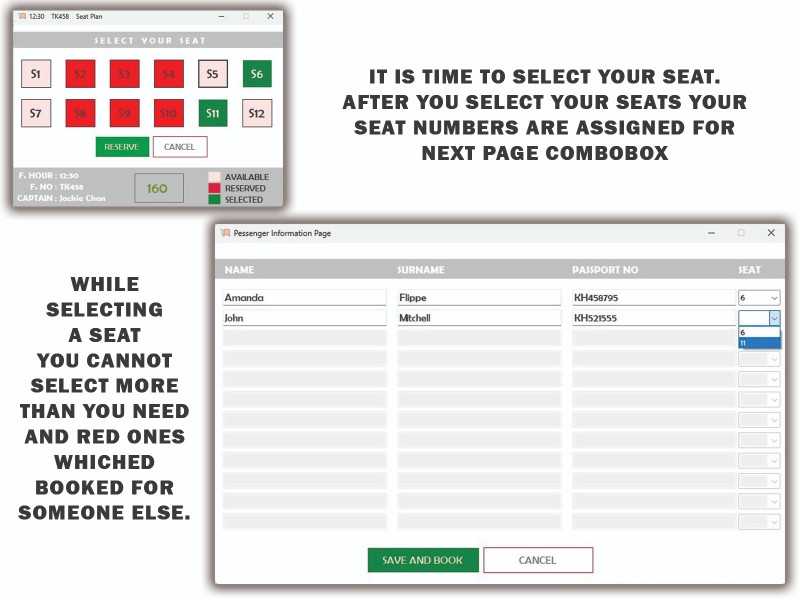 12:30 TK458 Seat Plan
SELECT YOUR SEAT
S1 S2 S3 S4 S5 S6
S7 S8 S9 S10 S11 S12
RESERVE CANCEL
F. HOUR : 12:30
F. NO : TK458
CAPTAIN : Jackie Chan
160
AVAILABLE
RESERVED
SELECTED
IT IS TIME TO SELECT YOUR SEAT.
AFTER YOU SELECT YOUR SEATS YOUR
SEAT NUMBERS ARE ASSIGNED FOR
NEXT PAGE COMBOBOX
WHILE
SELECTING
A SEAT
YOU CANNOT
SELECT MORE
THAN YOU NEED
AND RED ONES
WHICHED
BOOKED FOR
SOMEONE ELSE.
Pessenger Information Page
NAME SURNAME PASSPORT NO SEAT
Amanda Flippe KH458795 6
John Mitchell KH521555
6
11
SAVE AND BOOK CANCEL